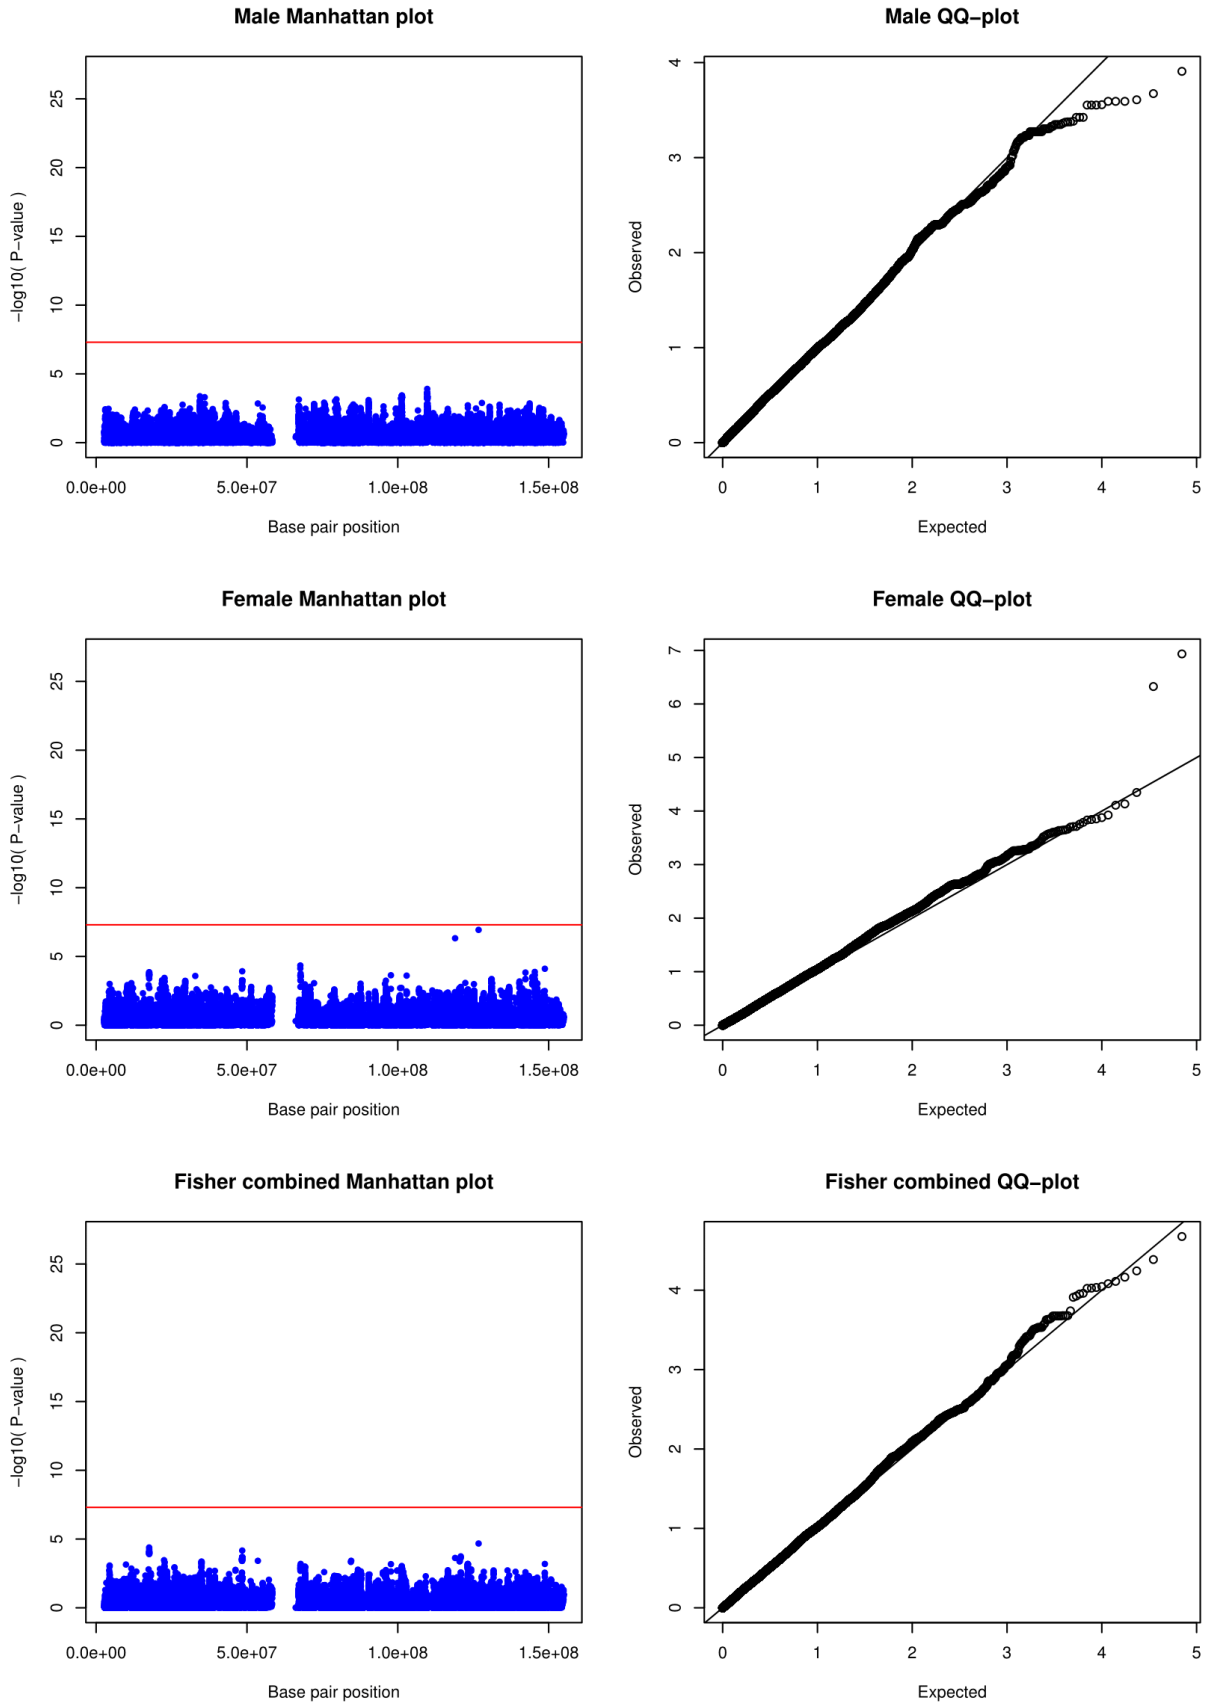 Male Manhattan plot
−log10( P−value )
0 5 10 15 20 25
0.0e+00 5.0e+07 1.0e+08 1.5e+08
Base pair position
Male QQ−plot
Observed
0 1 2 3 4
0 1 2 3 4 5
Expected
Female Manhattan plot
−log10( P−value )
0 5 10 15 20 25
0.0e+00 5.0e+07 1.0e+08 1.5e+08
Base pair position
Female QQ−plot
Observed
0 1 2 3 4 5 6 7
0 1 2 3 4 5
Expected
Fisher combined Manhattan plot
−log10( P−value )
0 5 10 15 20 25
0.0e+00 5.0e+07 1.0e+08 1.5e+08
Base pair position
Fisher combined QQ−plot
Observed
0 1 2 3 4
0 1 2 3 4 5
Expected